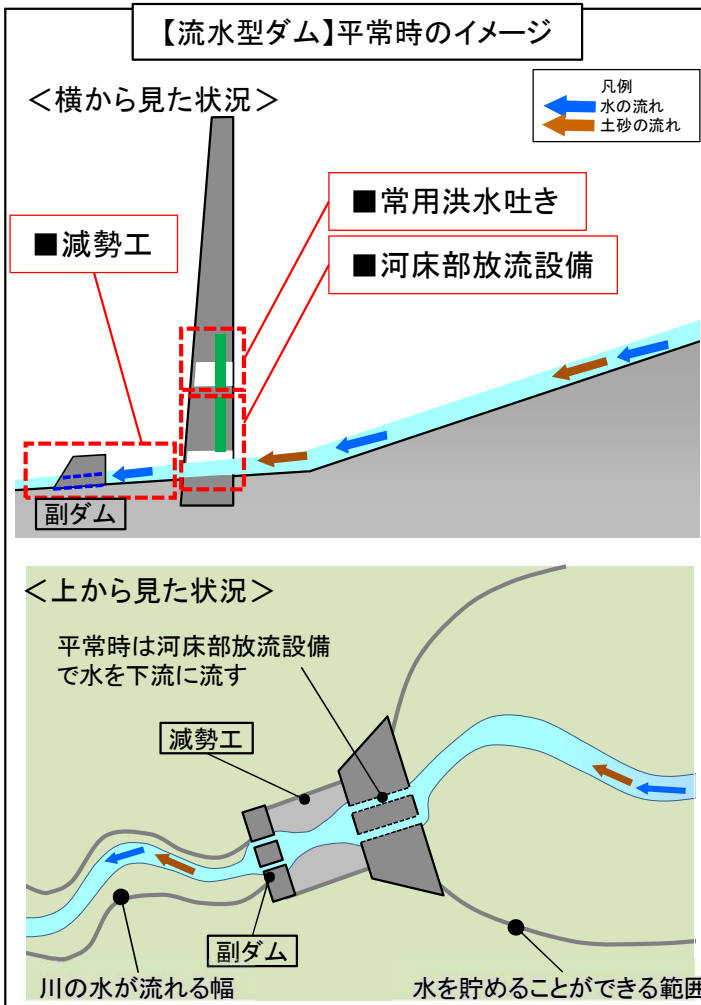 【流水型ダム】平常時のイメージ
＜横から見た状況＞
凡例
水の流れ
土砂の流れ
■常用洪水吐き
■減勢工
■河床部放流設備
副ダム
＜上から見た状況＞
平常時は河床部放流設備
で水を下流に流す
減勢工
副ダム
川の水が流れる幅
水を貯めることができる範囲